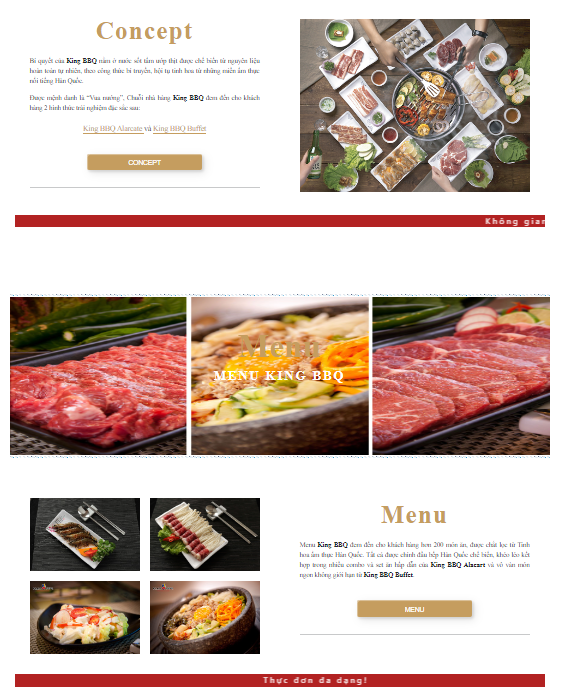 Concept
Bí quyết của King BBQ nằm ở nước sốt tẩm ướp thịt được chế biến từ nguyên liệu
hoàn toàn tự nhiên, theo công thức bí truyền, hội tụ tinh hoa từ những miền ẩm thực
nổi tiếng Hàn Quốc.
Được mệnh danh là “Vua nướng”, Chuỗi nhà hàng King BBQ đem đến cho khách
hàng 2 hình thức trải nghiệm đặc sắc sau:
King BBQ Alarcate và King BBQ Buffet
CONCEPT
Không gian
Menu
MENU KING BBQ
Menu
Menu King BBQ đem đến cho khách hàng hơn 200 món ăn, được chắt lọc từ Tinh
hoa ẩm thực Hàn Quốc. Tất cả được chính đầu bếp Hàn Quốc chế biến, khéo léo kết
hợp trong nhiều combo và set ăn hấp dẫn của King BBQ Alacart và vô vàn món
ngon không giới hạn từ King BBQ Buffet.
MENU
Thực đơn đa dạng!